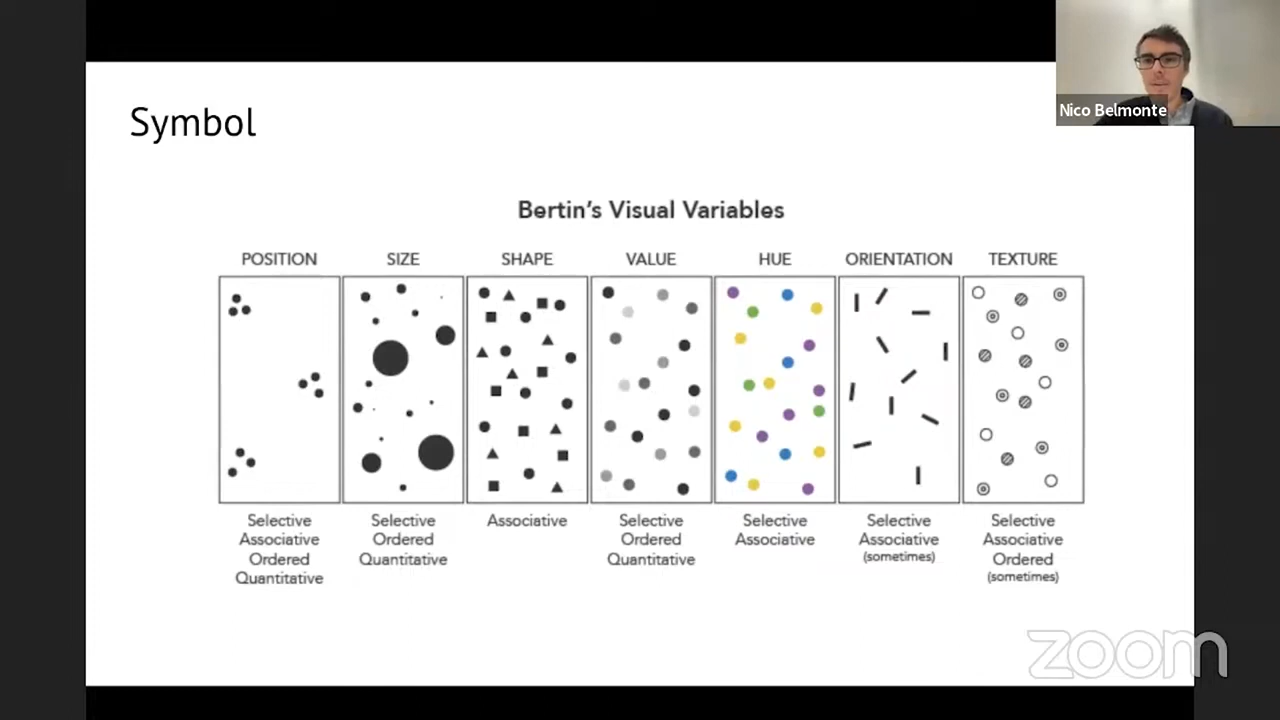 Nico Belmonte
Symbol
Bertin's Visual Variables
POSITION SIZE SHAPE VALUE HUE ORIENTATION TEXTURE
Selective Selective Associative Selective Selective Selective Selective
Associative Ordered Ordered Associative Associative Associative
Ordered Quantitative Quantitative (sometimes) Ordered
Quantitative (sometimes)
zoom